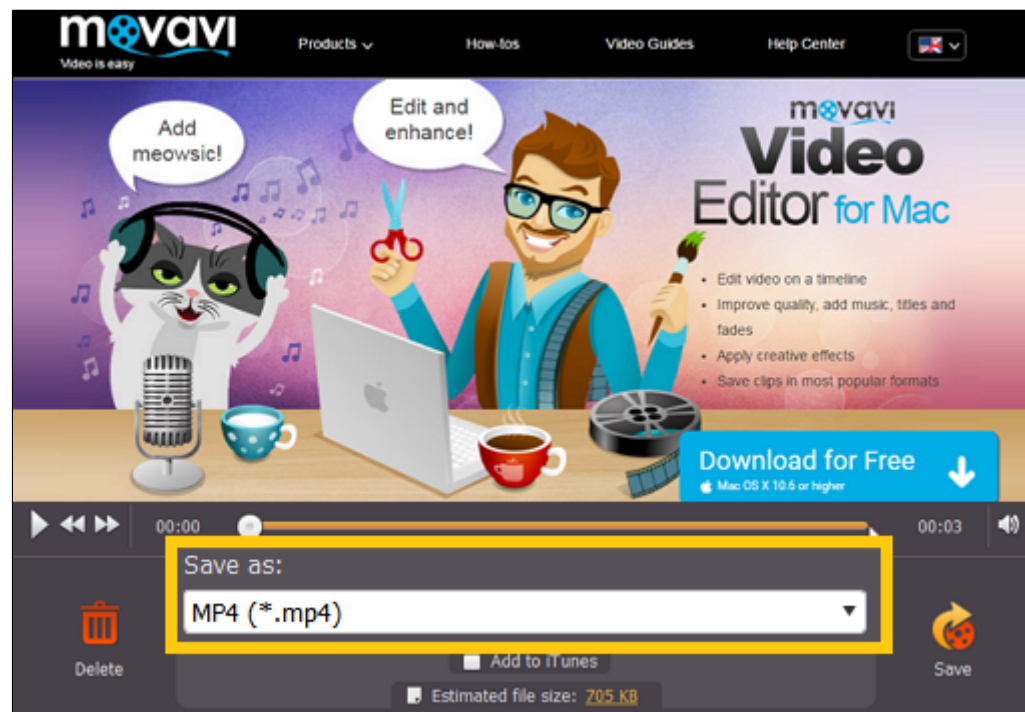 movavi
Video is easy
Products
How-tos
Video Guides
Help Center
Add
meowsic!
Edit and
enhance!
movavi
Video
Editor for Mac
• Edit video on a timeline
• Improve quality, add music, titles and
fades
• Apply creative effects
• Save clips in most popular formats
Download for Free
Mac OS X 10.6 or higher
00:00
00:03
Save as:
MP4 (*.mp4)
Delete
Add to iTunes
Save
Estimated file size: 705 KB